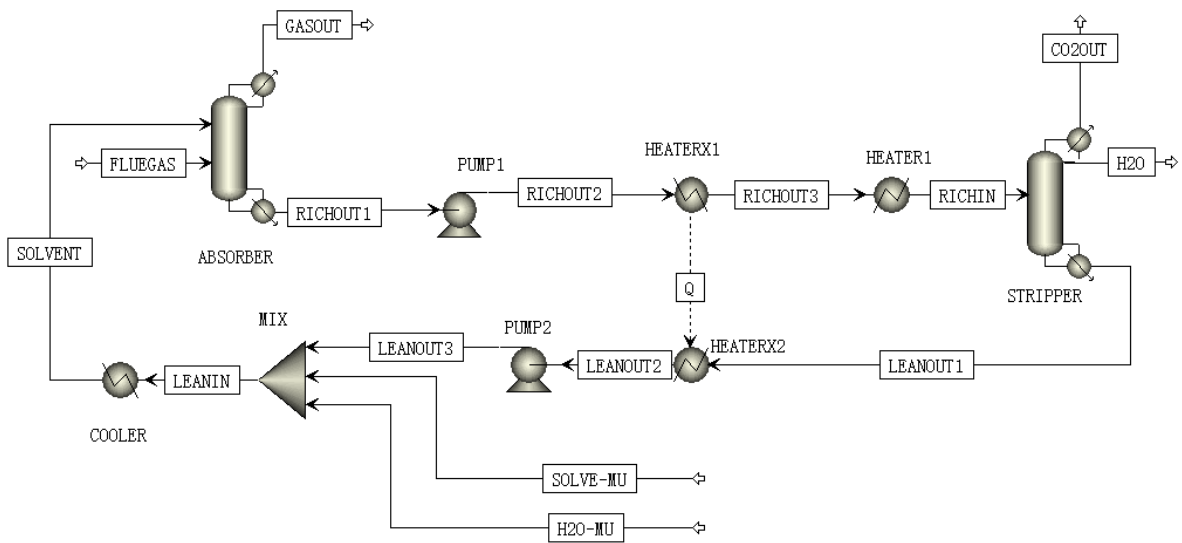 GASOUT
CO2OUT
FLUEGAS
PUMP1
HEATERX1
HEATER1
H2O
RICHOUT1
RICHOUT2
RICHOUT3
RICHIN
SOLVENT
ABSORBER
Q
STRIPPER
MIX
PUMP2
LEANOUT3
HEATERX2
LEANIN
LEANOUT2
LEANOUT1
COOLER
SOLVE-MU
H2O-MU